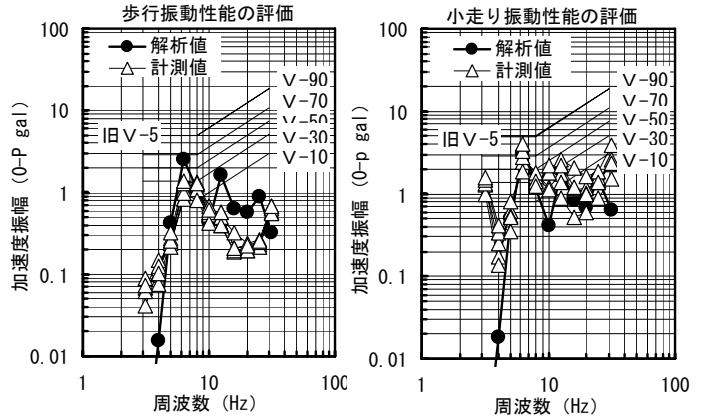 歩行振動性能の評価
100
10
1
0.1
0.01
加速度振幅 (0-P gal)
解析値
計測値
旧V-5
V-90
V-70
V-50
V-30
V-10
1
10
100
周波数 (Hz)
小走り振動性能の評価
100
10
1
0.1
0.01
加速度振幅 (0-p gal)
解析値
計測値
旧V-5
V-90
V-70
V-50
V-30
V-10
1
10
100
周波数 (Hz)